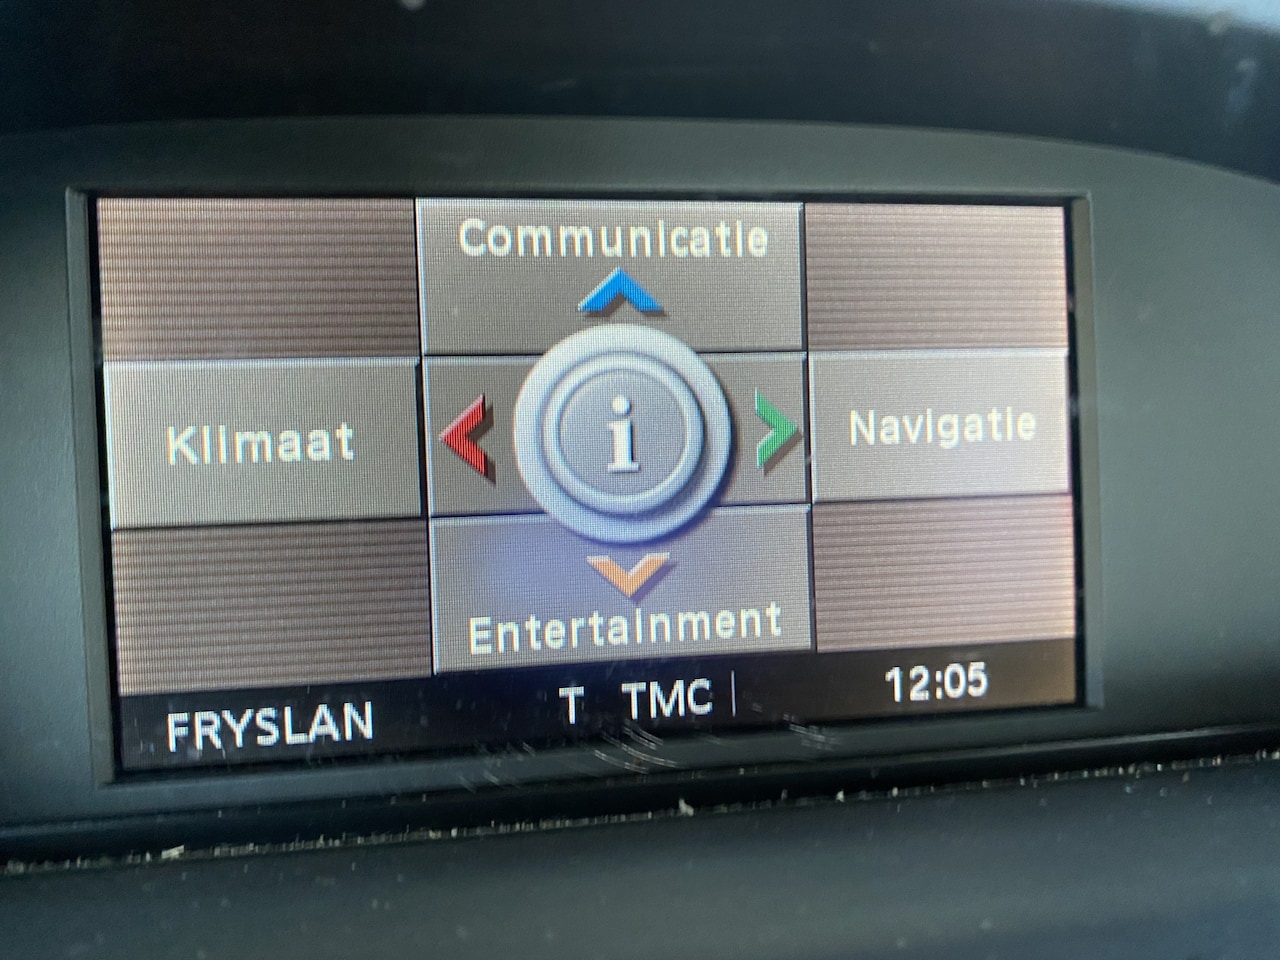 Communicatie
Klimaat
i
Navigatie
Entertainment
FRYSLAN T TMC 12:05